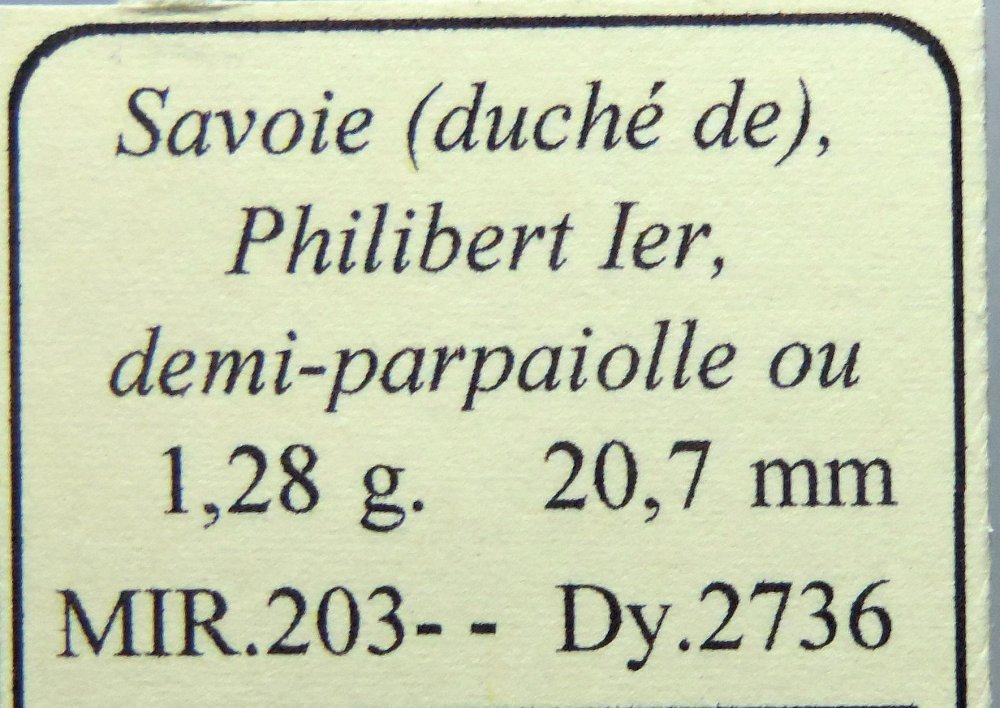 Savoie (duché de),
Philibert Ier,
demi-parpaiolle ou
1,28 g. 20,7 mm
MIR.203- - Dy.2736